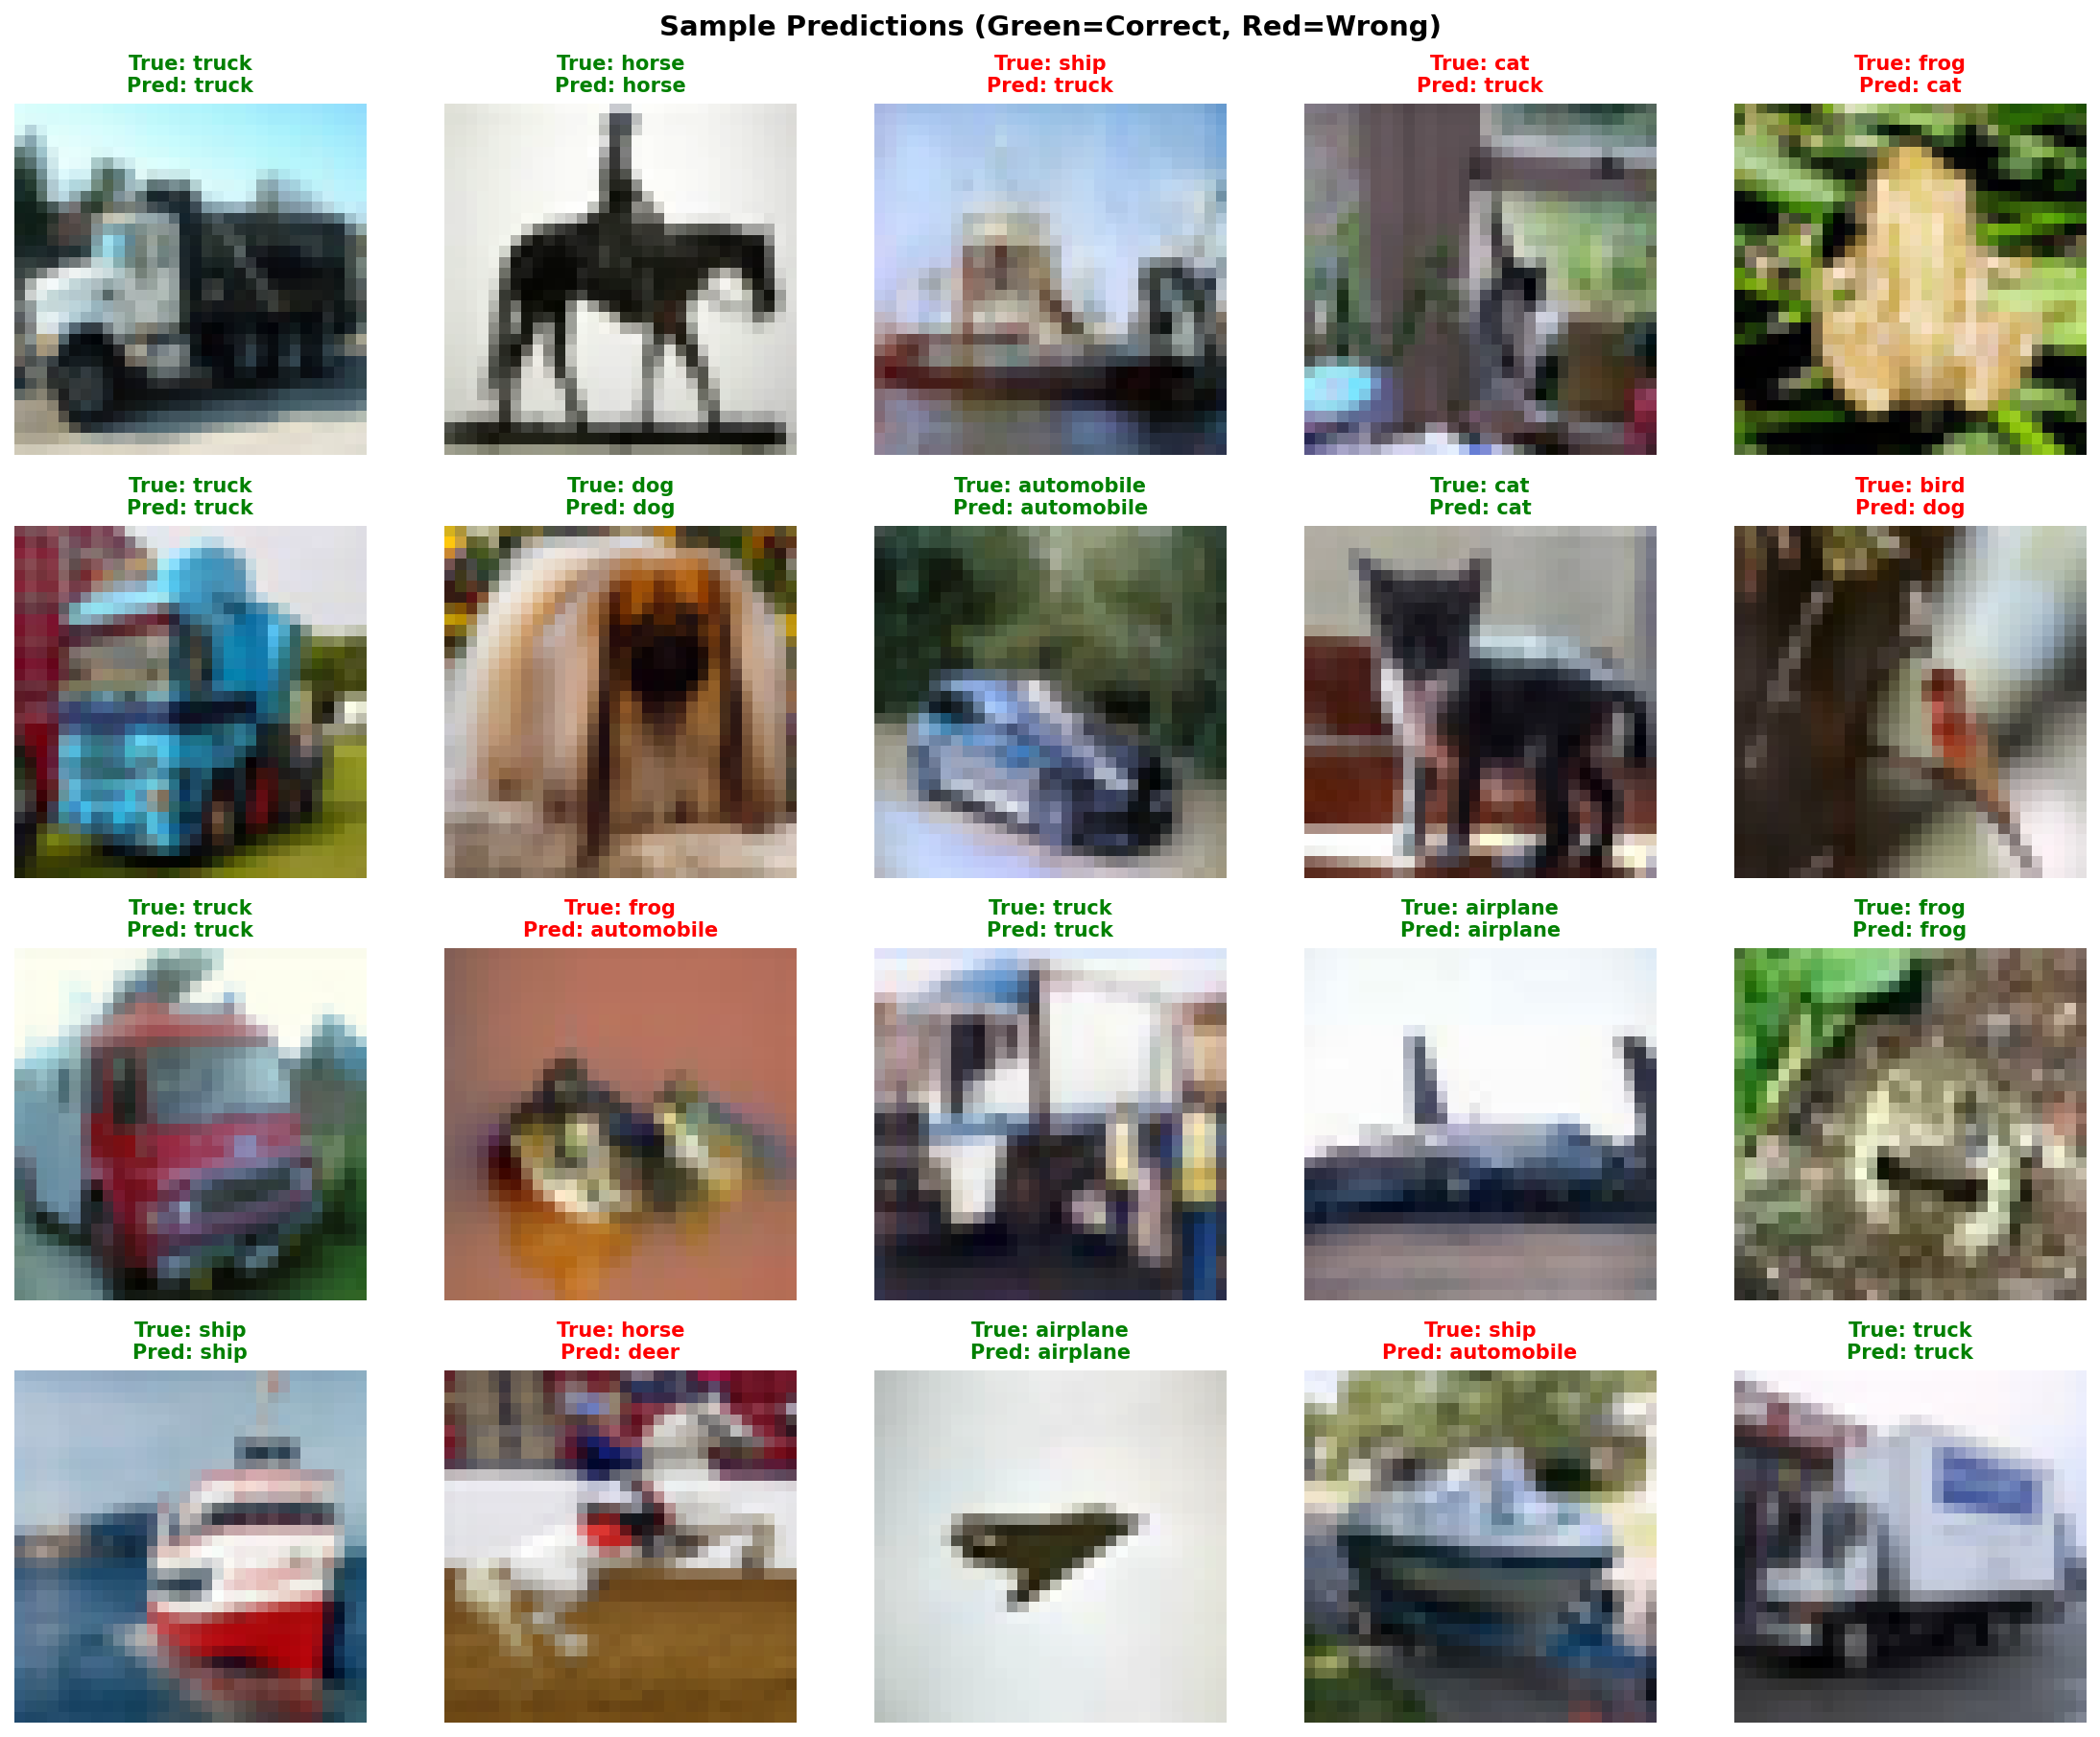 Sample Predictions (Green=Correct, Red=Wrong)
True: truck
Pred: truck
True: horse
Pred: horse
True: ship
Pred: truck
True: cat
Pred: truck
True: frog
Pred: cat
True: truck
Pred: truck
True: dog
Pred: dog
True: automobile
Pred: automobile
True: cat
Pred: cat
True: bird
Pred: dog
True: truck
Pred: truck
True: frog
Pred: automobile
True: truck
Pred: truck
True: airplane
Pred: airplane
True: frog
Pred: frog
True: ship
Pred: ship
True: horse
Pred: deer
True: airplane
Pred: airplane
True: ship
Pred: automobile
True: truck
Pred: truck